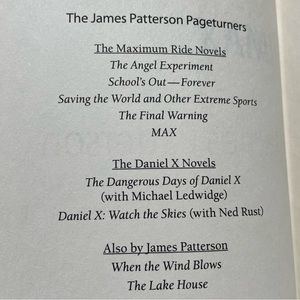 The James Patterson Pageturners
The Maximum Ride Novels
The Angel Experiment
School's Out—Forever
Saving the World and Other Extreme Sports
The Final Warning
MAX
The Daniel X Novels
The Dangerous Days of Daniel X
(with Michael Ledwidge)
Daniel X: Watch the Skies (with Ned Rust)
Also by James Patterson
When the Wind Blows
The Lake House